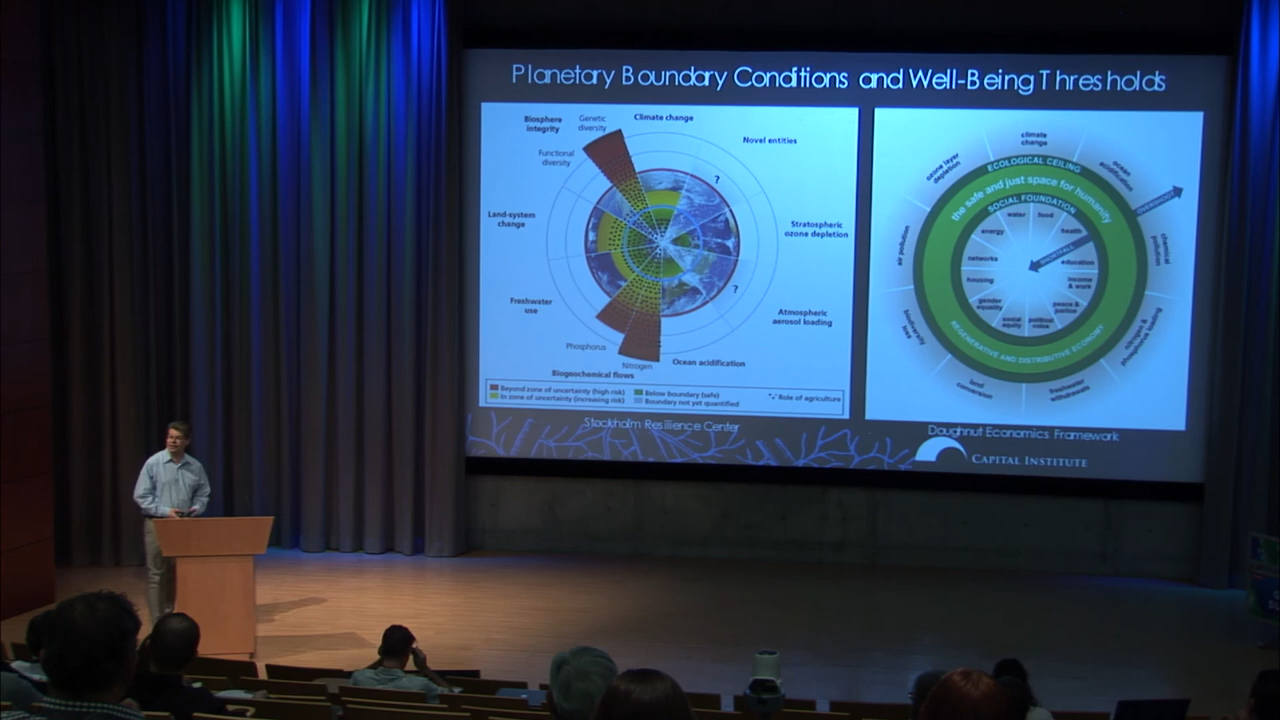 Planetary Boundary Conditions and Well-Being Thresholds
Biosphere
integrity
Genetic
diversity
Climate change
Novel entities
Functional
diversity
?
Land-system
change
Stratospheric
ozone depletion
?
Freshwater
use
Atmospheric
aerosol loading
Phosphorus
Nitrogen
Biogeochemical flows
Ocean acidification
Beyond zone of uncertainty (high risk)
In zone of uncertainty (increasing risk)
Below boundary (safe)
Boundary not yet quantified
Role of agriculture
Stockholm Resilience Center
climate
change
ozone layer
depletion
ocean
acidification
ECOLOGICAL CEILING
the safe and just space for humanity
SOCIAL FOUNDATION
OVERSHOOT
water
food
energy
health
SHORTFALL
air pollution
networks
education
chemical
pollution
housing
income
& work
gender
equality
peace &
justice
social
equity
political
voice
biodiversity
loss
nitrogen &
phosphorus loading
REGENERATIVE AND DISTRIBUTIVE ECONOMY
land
conversion
freshwater
withdrawals
Doughnut Economics Framework
CAPITAL INSTITUTE